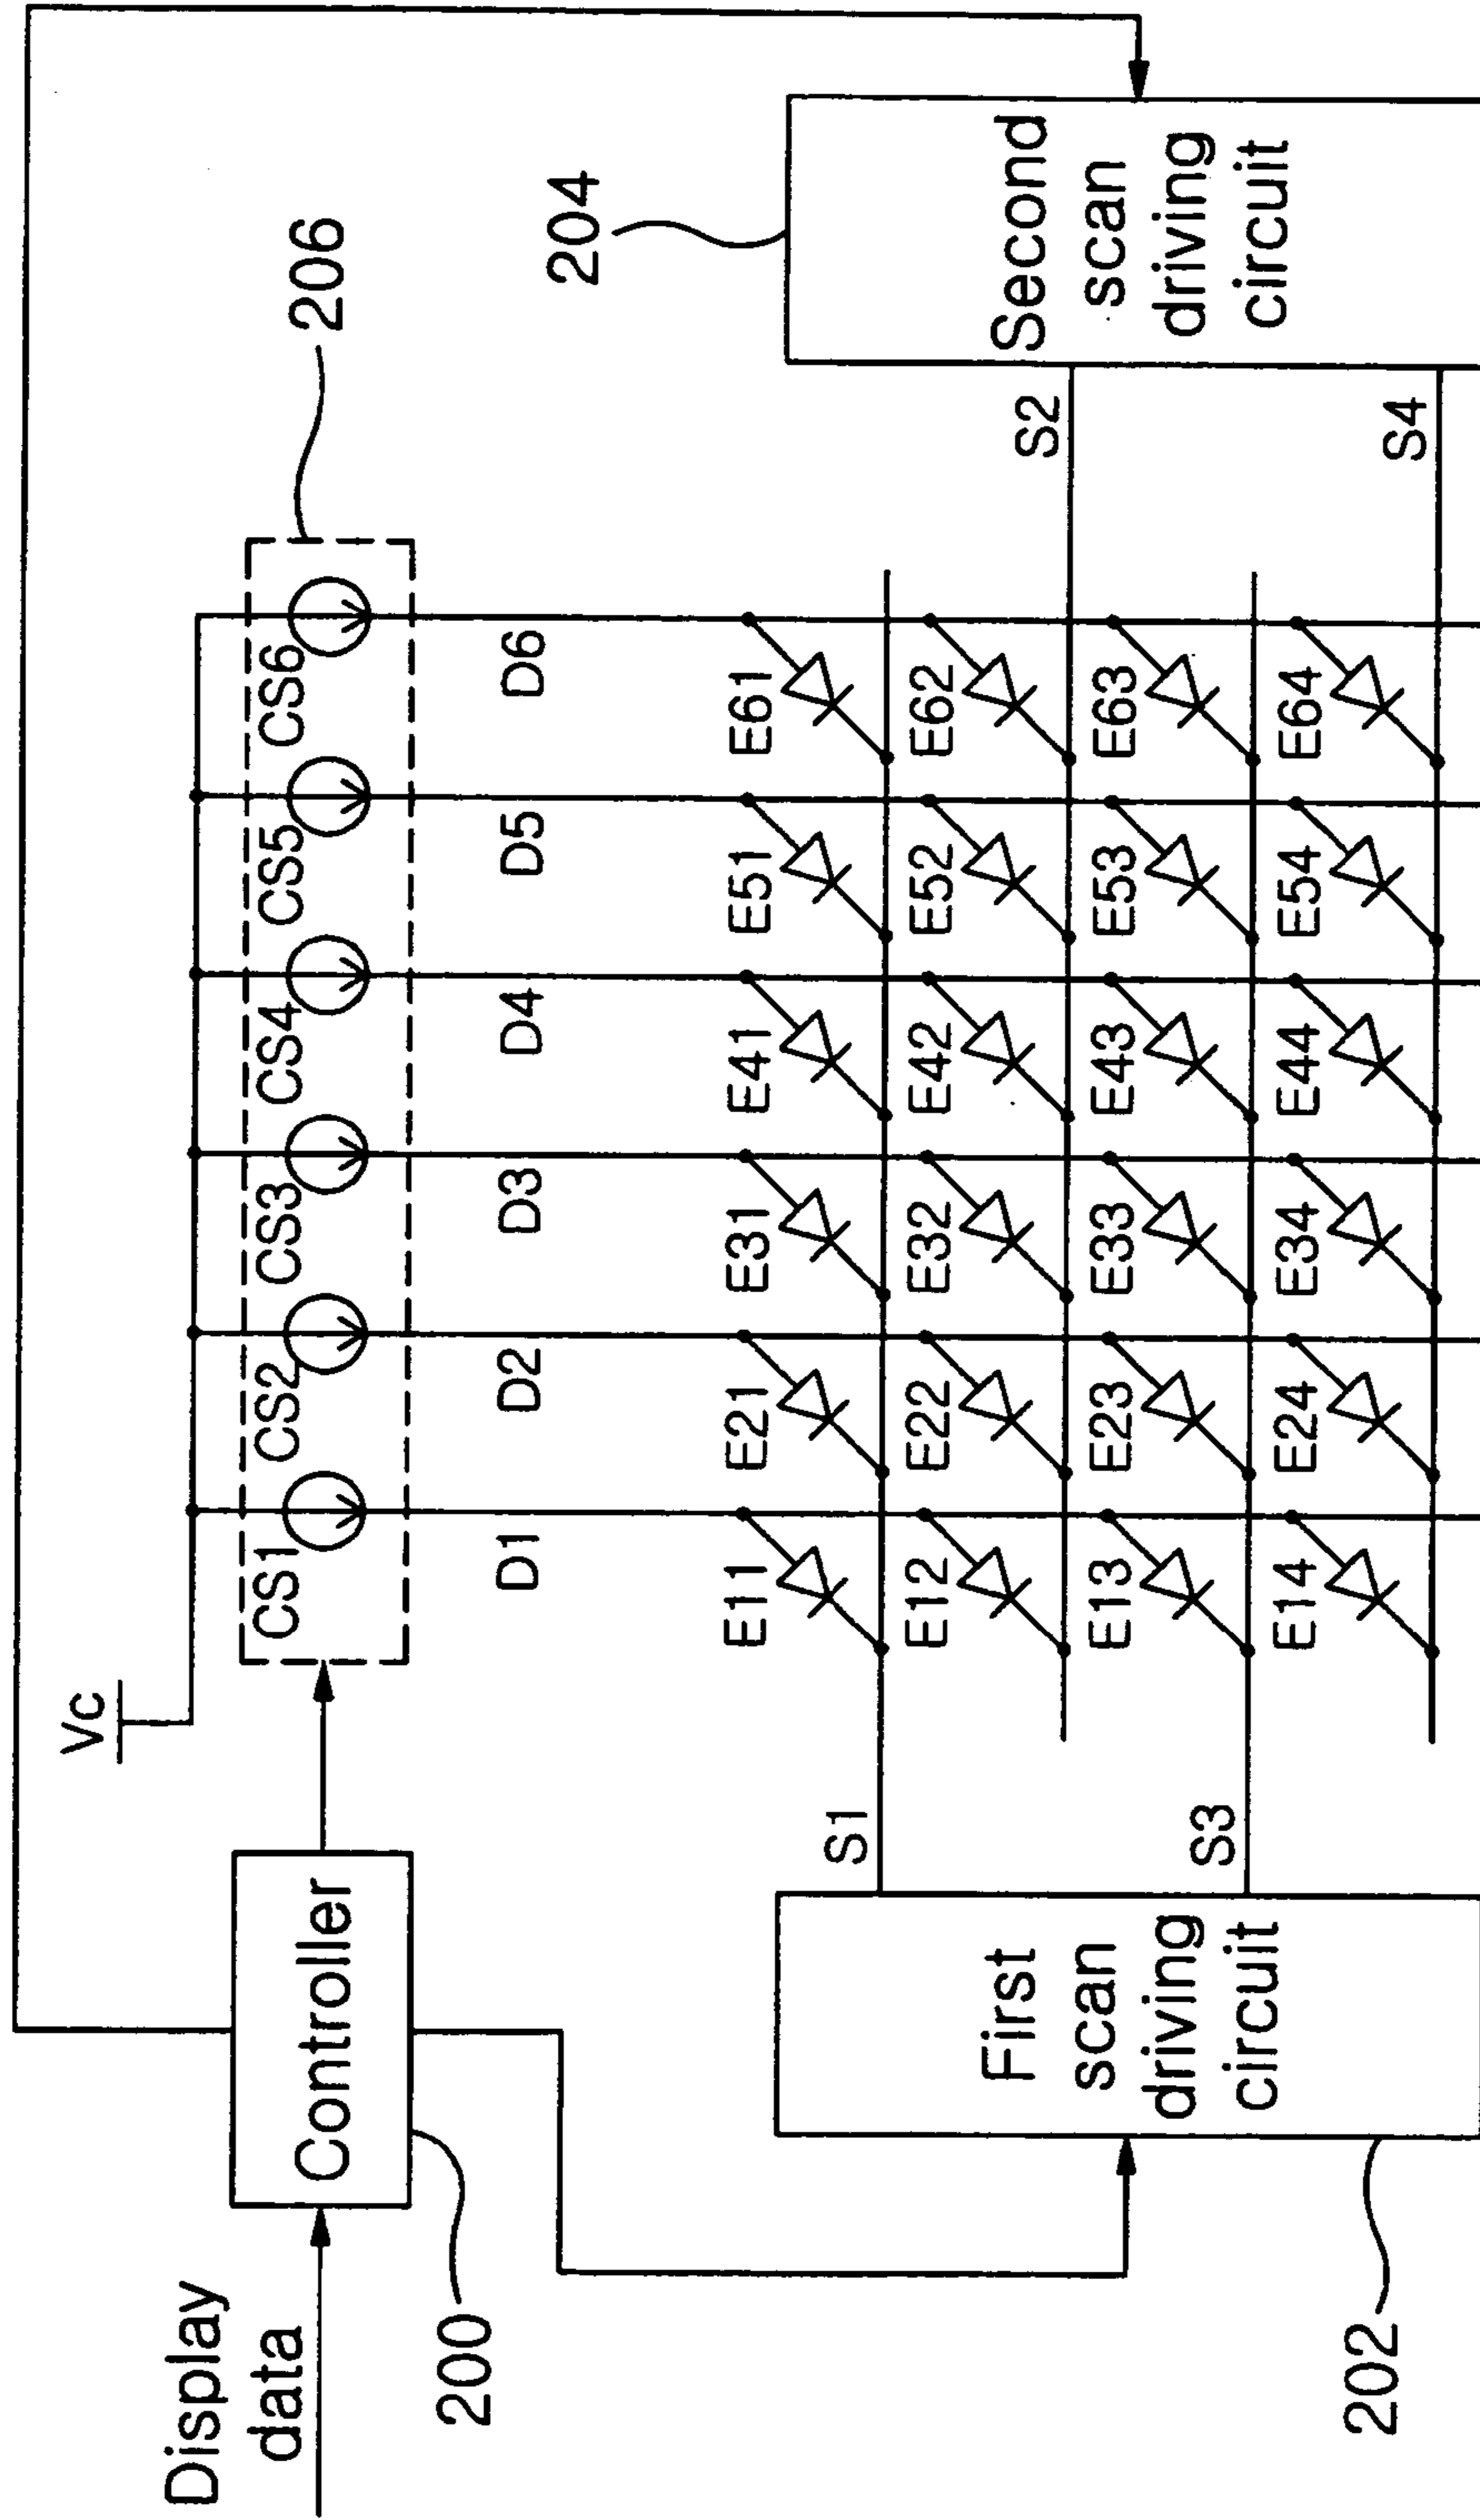 Display
data
Controller
200
Vc
206
CS1 CS2 CS3 CS4 CS5 CS6
D1 D2 D3 D4 D5 D6
204
E11 E21 E31 E41 E51 E61
S1
E12 E22 E32 E42 E52 E62
S2
E13 E23 E33 E43 E53 E63
S3
E14 E24 E34 E44 E54 E64
S4
First
scan
driving
circuit
202
Second
scan
driving
circuit